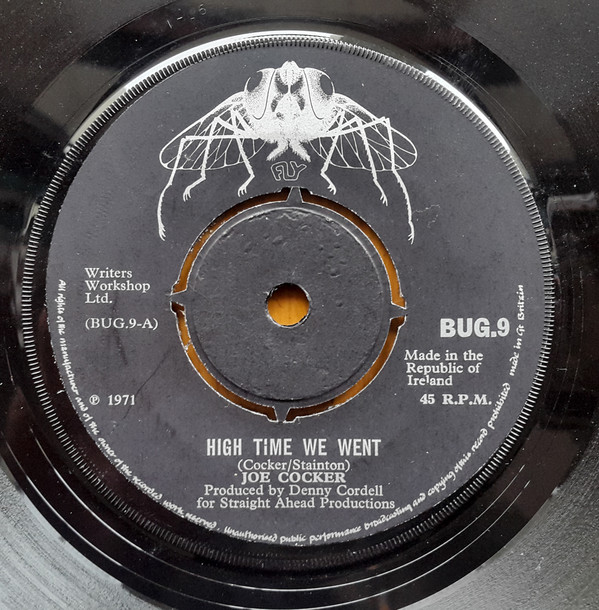 FLY
Writers
Workshop
Ltd.
(BUG.9-A)
BUG.9
Made in the
Republic of
Ireland
℗ 1971
45 R.P.M.
HIGH TIME WE WENT
(Cocker/Stainton)
JOE COCKER
Produced by Denny Cordell
for Straight Ahead Productions
All rights of the manufacturer and of the owner of the recorded work reserved. Unauthorised public performance broadcasting and copying of this record prohibited made in Gt Britain